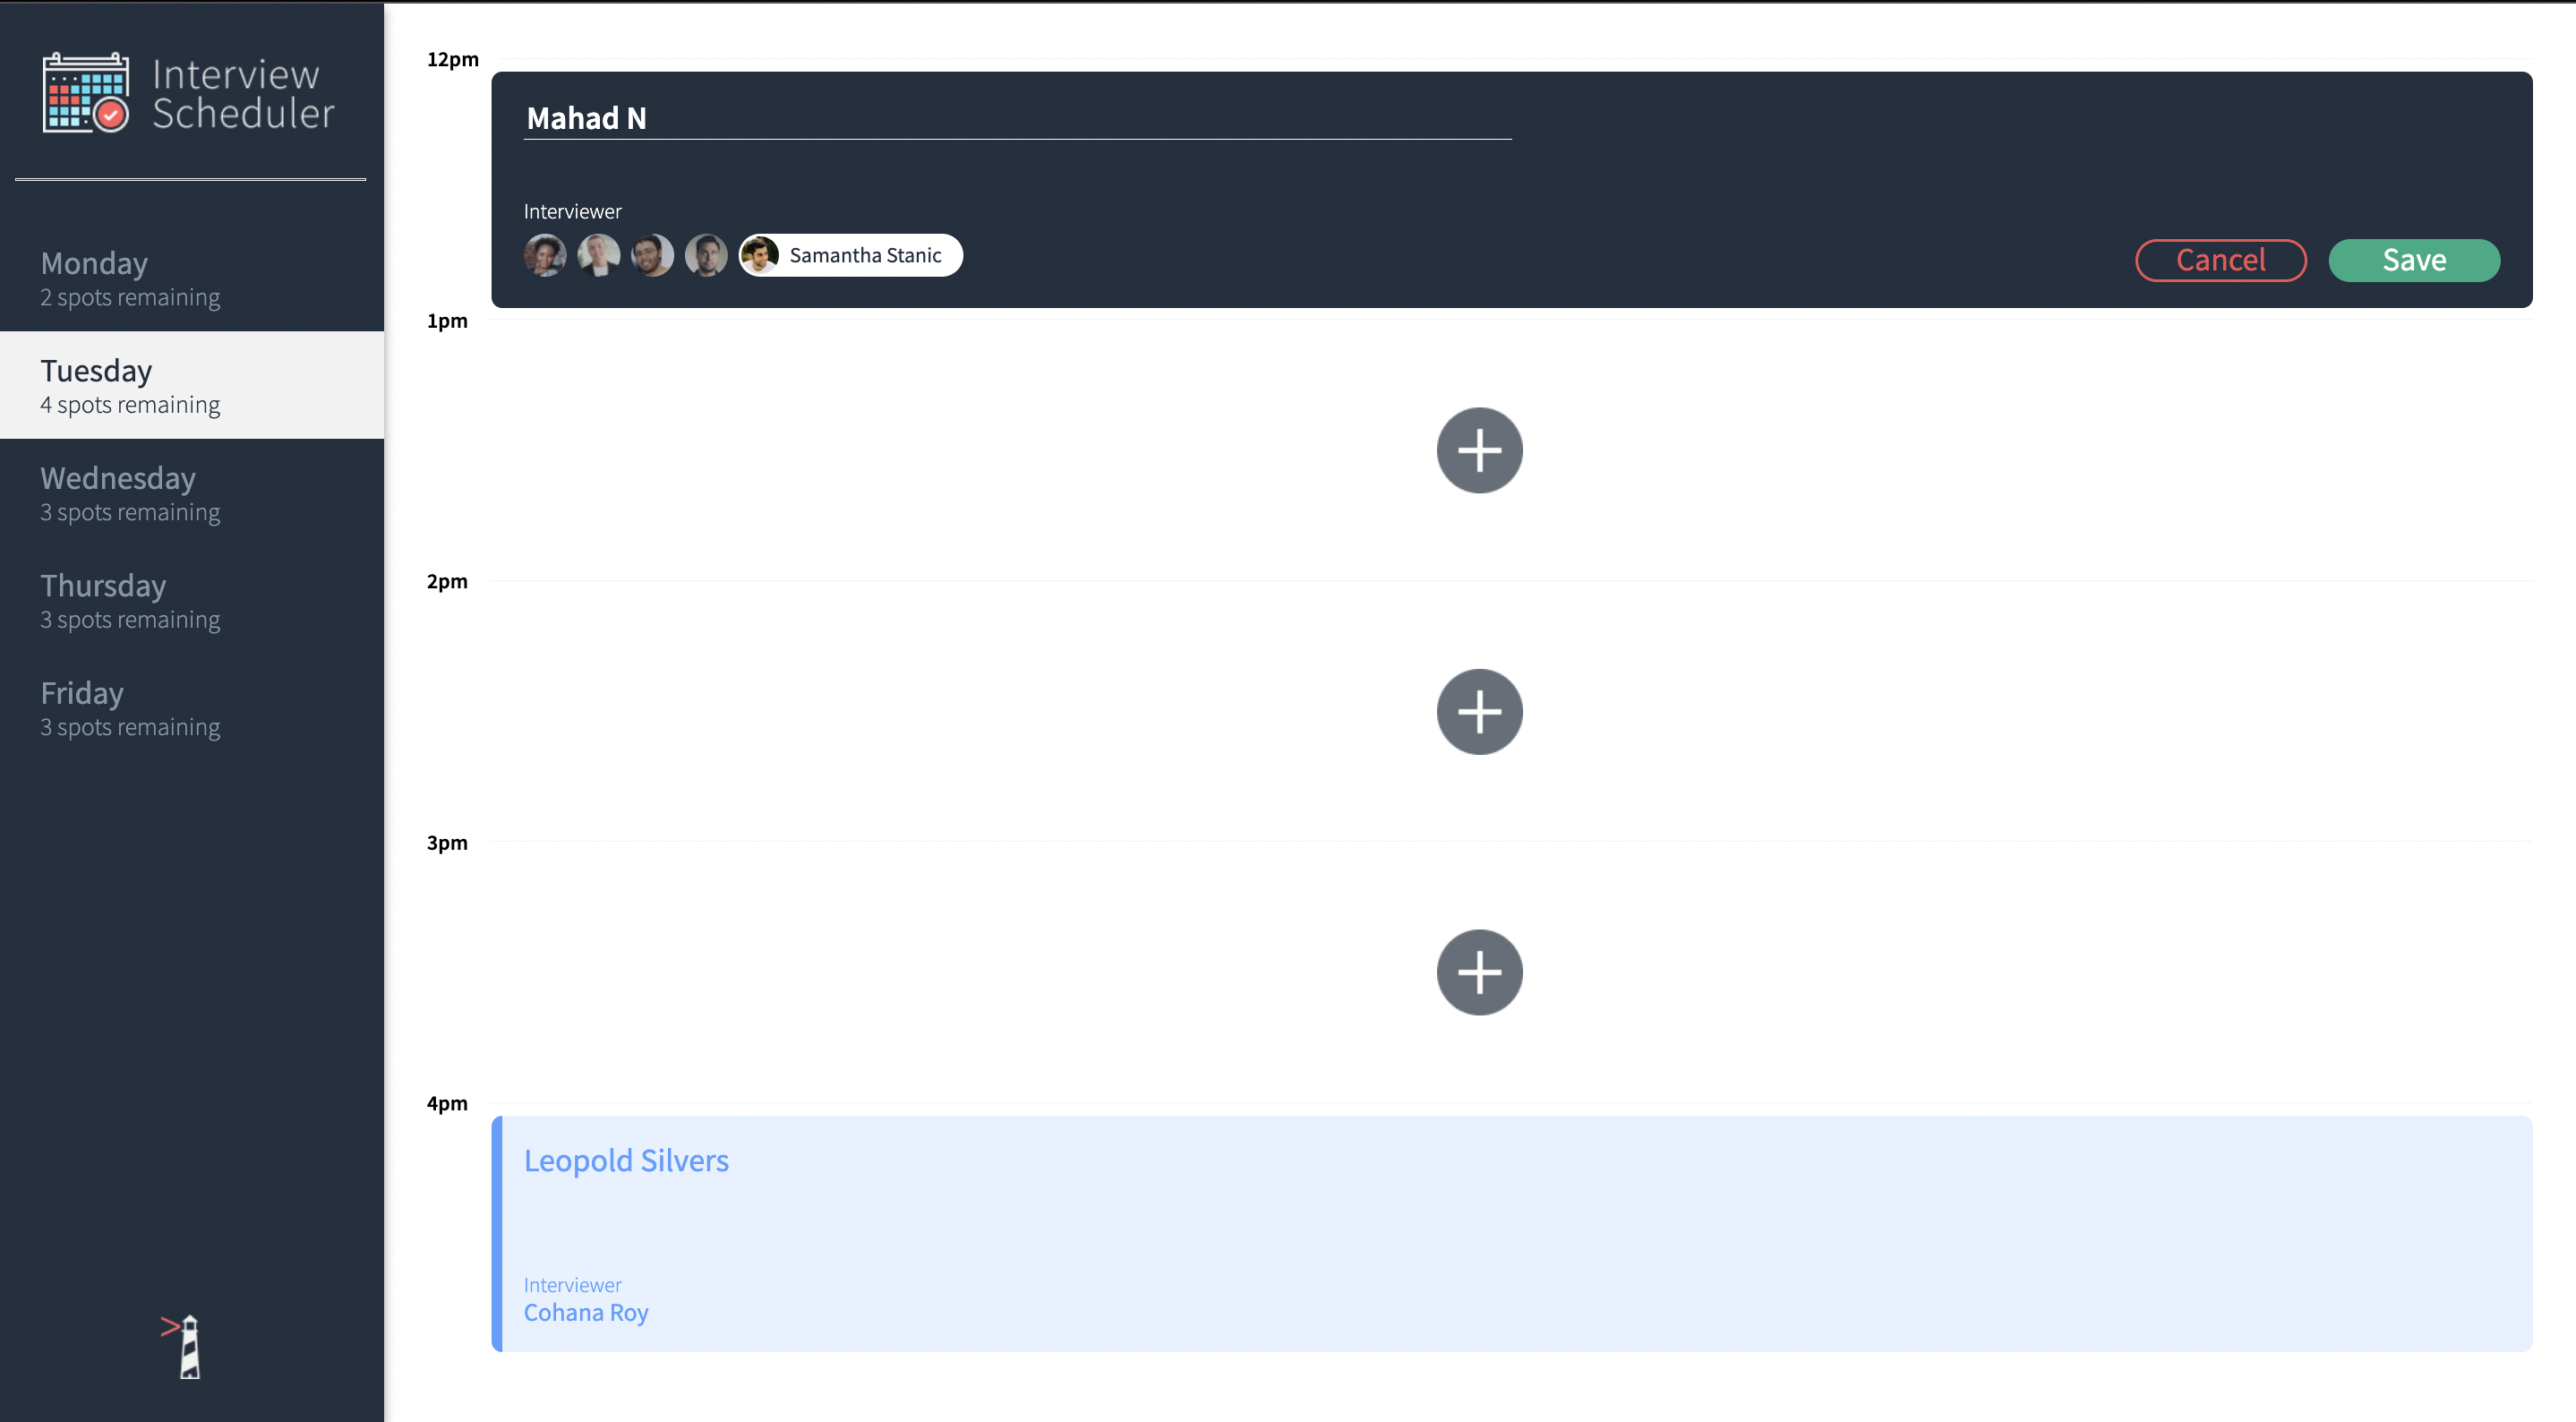 Interview
Scheduler
Monday
2 spots remaining
Tuesday
4 spots remaining
Wednesday
3 spots remaining
Thursday
3 spots remaining
Friday
3 spots remaining
12pm
Mahad N
Interviewer
Samantha Stanic
Cancel
Save
1pm
2pm
3pm
4pm
Leopold Silvers
Interviewer
Cohana Roy